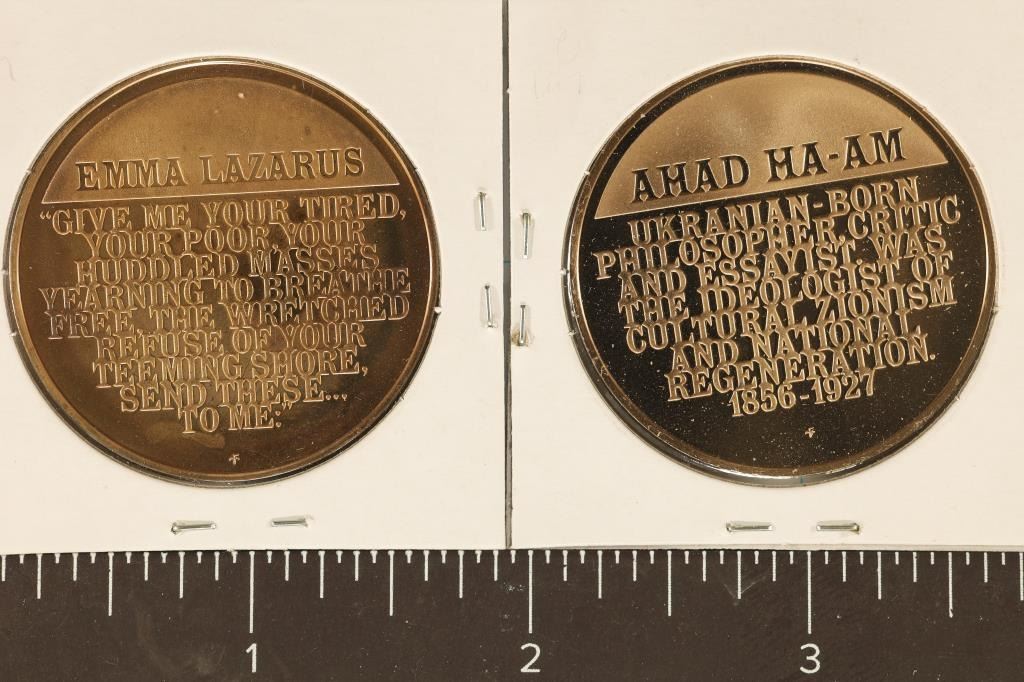 EMMA LAZARUS
"GIVE ME YOUR TIRED,
YOUR POOR, YOUR
HUDDLED MASSES
YEARNING TO BREATHE
FREE, THE WRETCHED
REFUSE OF YOUR
TEEMING SHORE,
SEND THESE...
TO ME:"
AHAD HA-AM
UKRANIAN-BORN
PHILOSOPHER, CRITIC
AND ESSAYIST, WAS
THE IDEOLOGIST OF
CULTURAL ZIONISM
AND NATIONAL
REGENERATION.
1856-1927
1 2 3